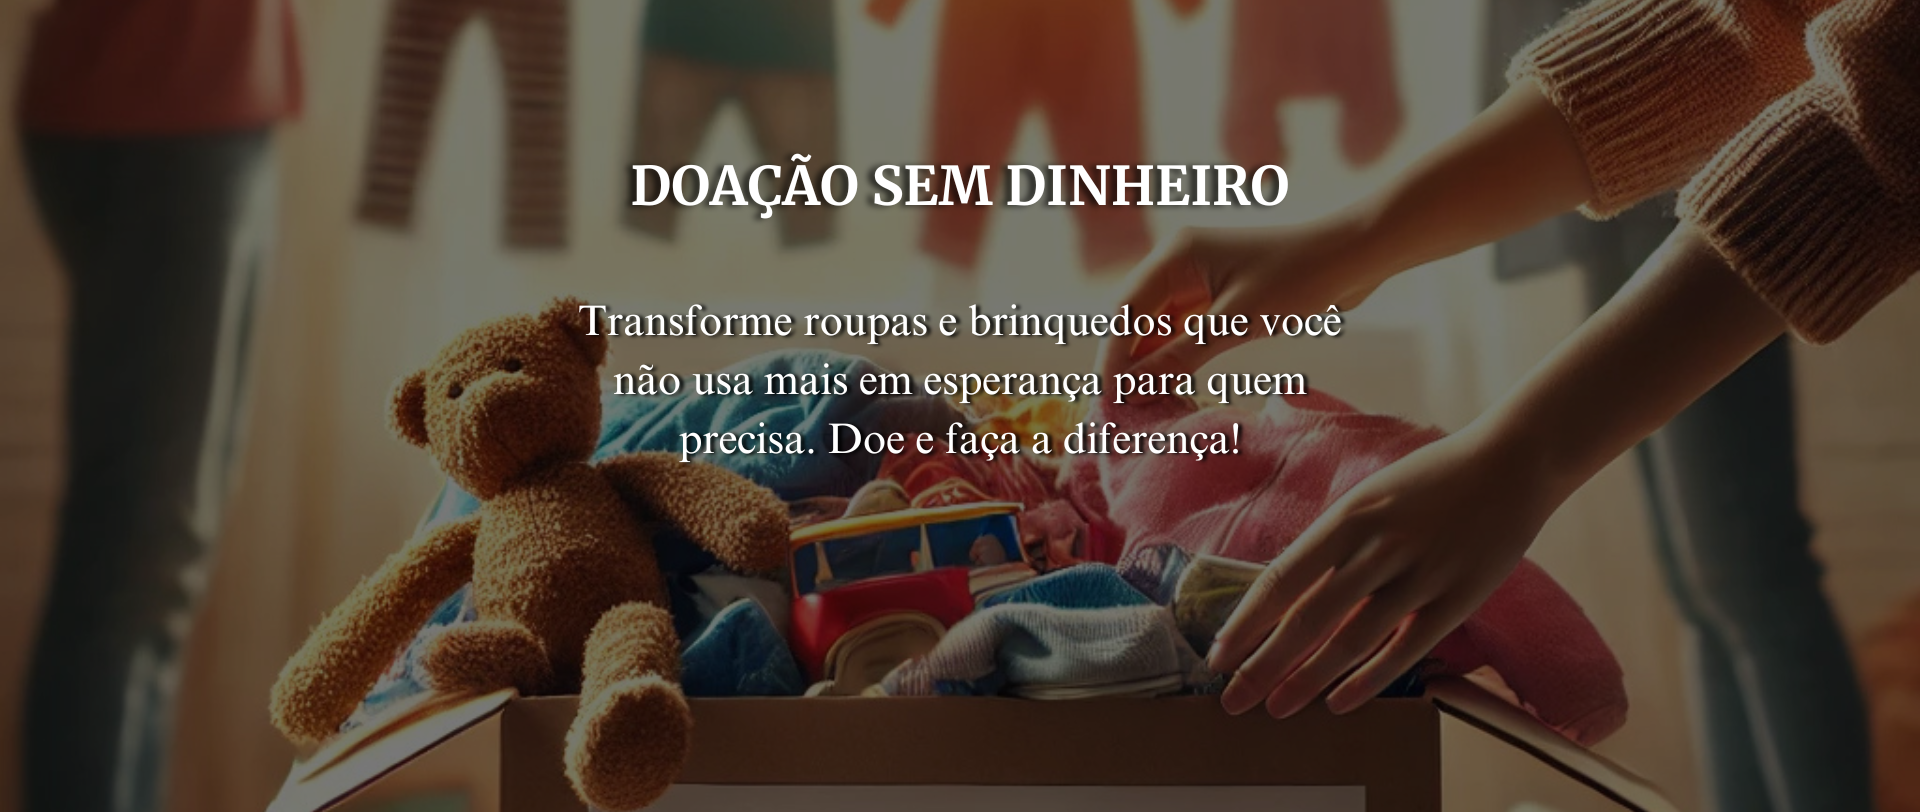 DOAÇÃO SEM DINHEIRO
Transforme roupas e brinquedos que você
não usa mais em esperança para quem
precisa. Doe e faça a diferença!